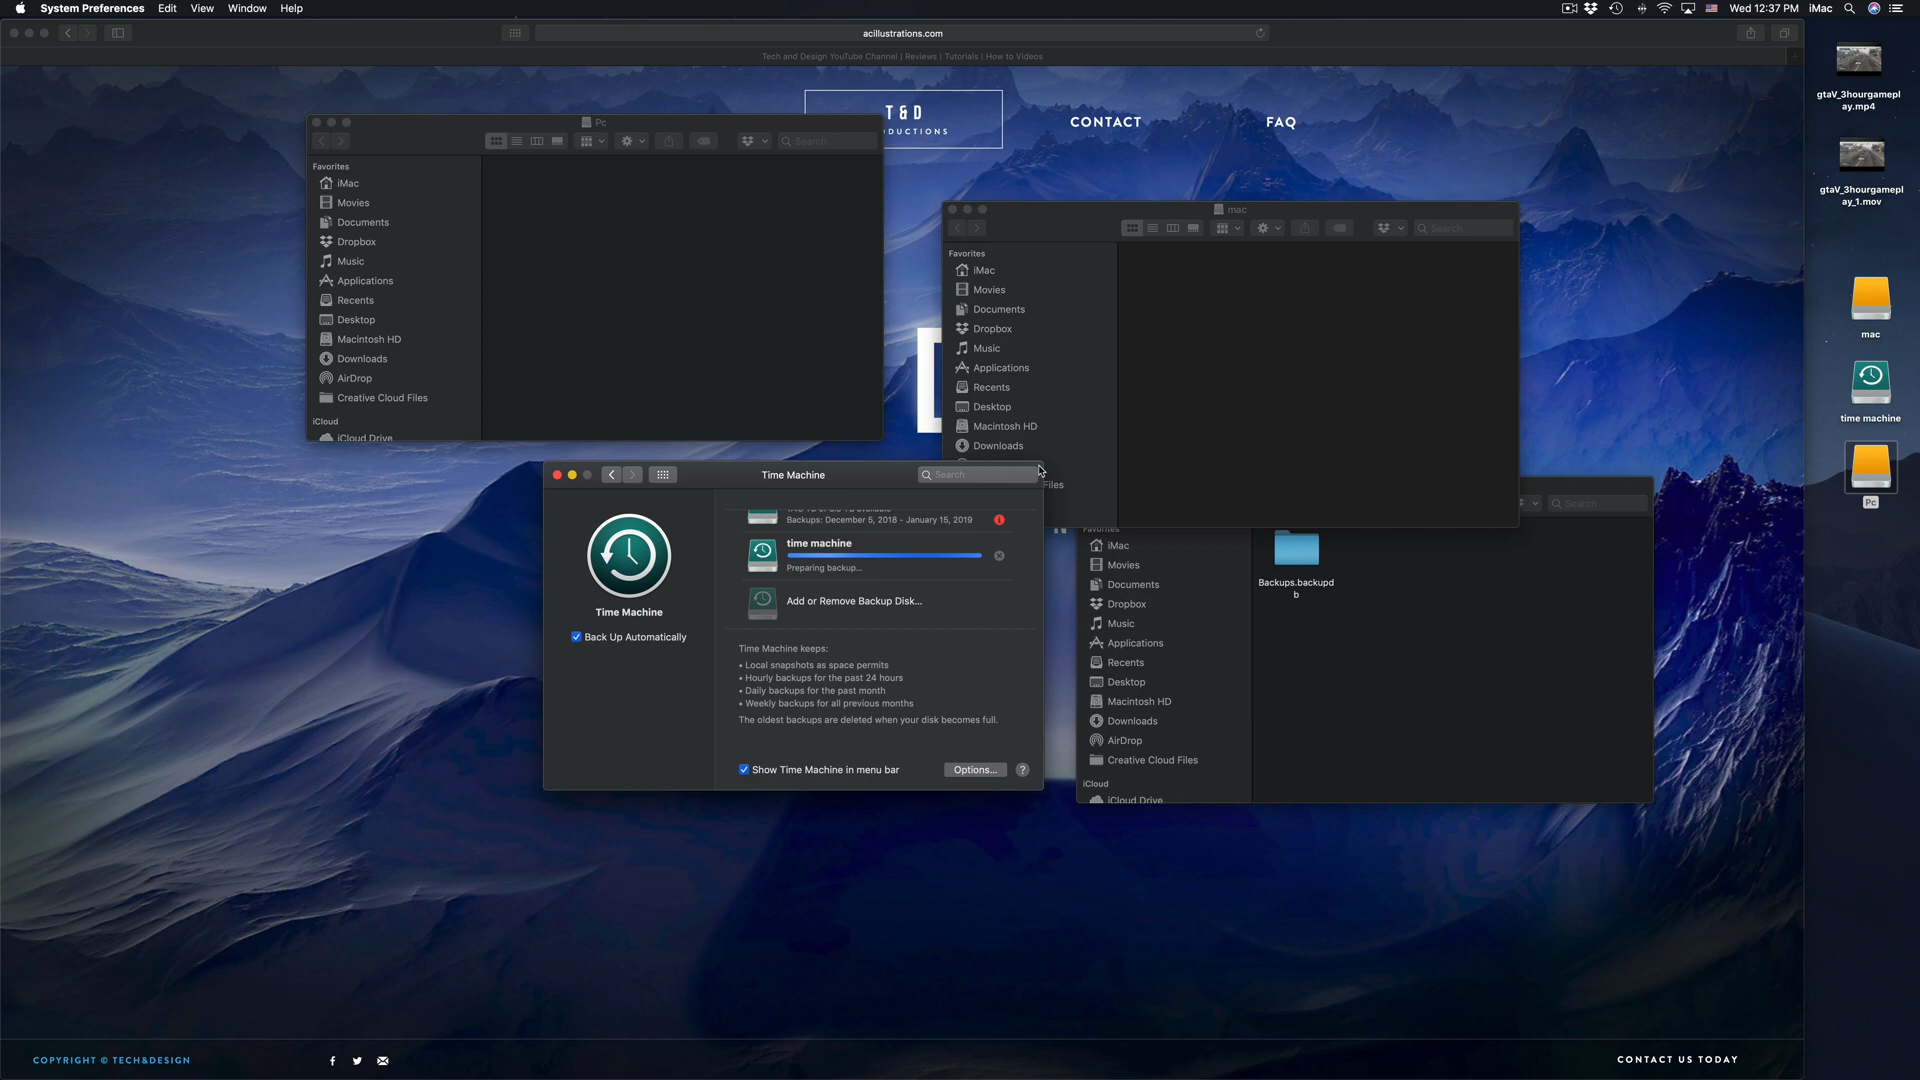 System Preferences Edit View Window Help
Wed 12:37 PM iMac
acillustrations.com
Tech and Design YouTube Channel | Reviews | Tutorials | How to Videos
T & D
CONTACT
FAQ
Pc
Search
Favorites
iMac
Movies
Documents
Dropbox
Music
Applications
Recents
Desktop
Macintosh HD
Downloads
AirDrop
Creative Cloud Files
iCloud
iCloud Drive
mac
Search
Favorites
iMac
Movies
Documents
Dropbox
Music
Applications
Recents
Desktop
Macintosh HD
Downloads
Files
Time Machine
Search
Backups: December 5, 2018 - January 15, 2019
time machine
Preparing backup...
Add or Remove Backup Disk...
Time Machine
Back Up Automatically
Time Machine keeps:
• Local snapshots as space permits
• Hourly backups for the past 24 hours
• Daily backups for the past month
• Weekly backups for all previous months
The oldest backups are deleted when your disk becomes full.
Show Time Machine in menu bar
Options...
?
Search
Favorites
iMac
Movies
Documents
Dropbox
Music
Applications
Recents
Desktop
Macintosh HD
Downloads
AirDrop
Creative Cloud Files
iCloud
iCloud Drive
Backups.backupd
b
gtaV_3hourgamepl
ay.mp4
gtaV_3hourgamepl
ay_1.mov
mac
time machine
Pc
COPYRIGHT © TECH&DESIGN
CONTACT US TODAY